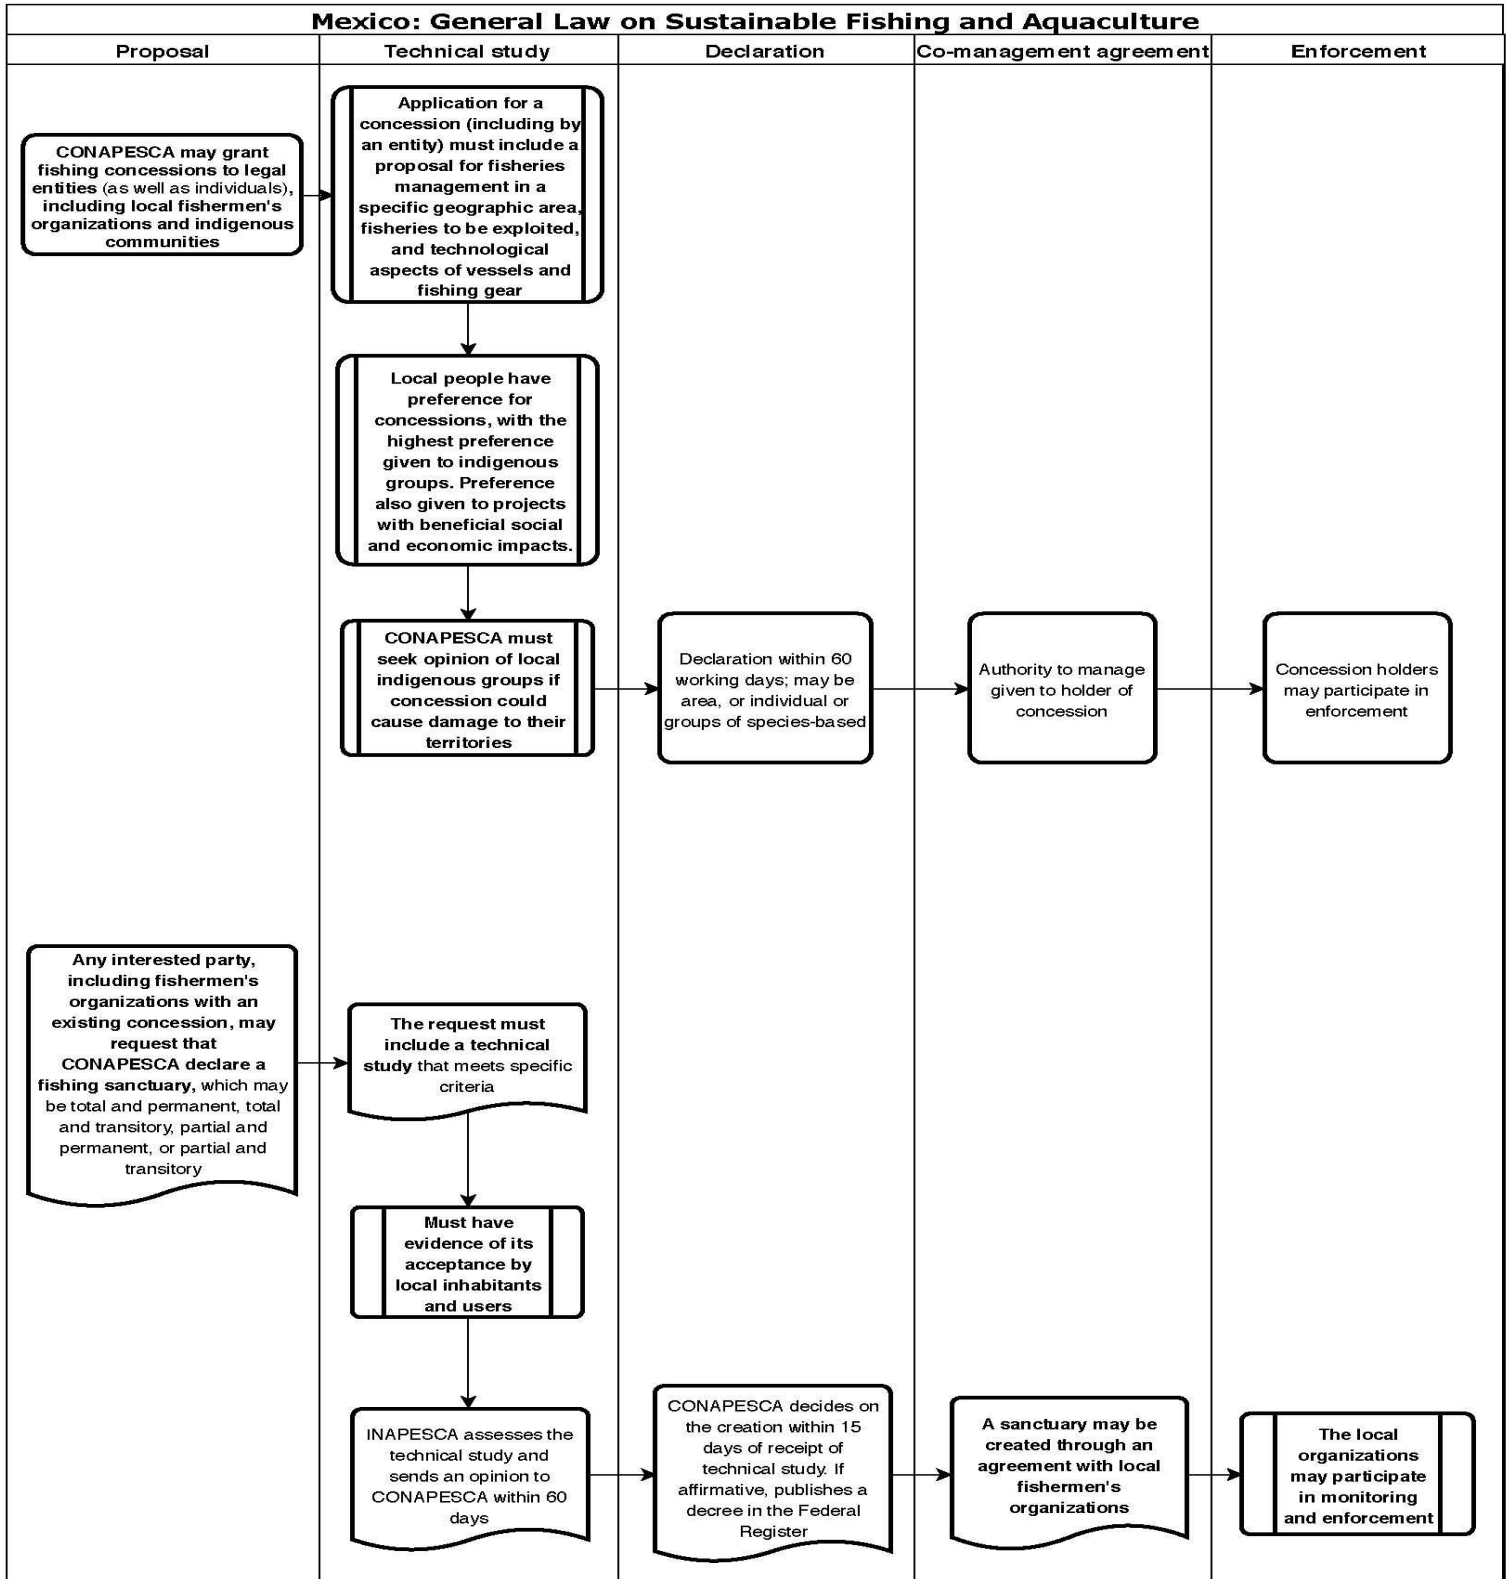 Mexico: General Law on Sustainable Fishing and Aquaculture
Proposal
Technical study
Declaration
Co-management agreement
Enforcement
CONAPESCA may grant
fishing concessions to legal
entities (as well as individuals),
including local fishermen's
organizations and indigenous
communities
Application for a
concession (including by
an entity) must include a
proposal for fisheries
management in a
specific geographic area,
fisheries to be exploited,
and technological
aspects of vessels and
fishing gear
Local people have
preference for
concessions, with the
highest preference
given to indigenous
groups. Preference
also given to projects
with beneficial social
and economic impacts.
CONAPESCA must
seek opinion of local
indigenous groups if
concession could
cause damage to their
territories
Declaration within 60
working days; may be
area, or individual or
groups of species-based
Authority to manage
given to holder of
concession
Concession holders
may participate in
enforcement
Any interested party,
including fishermen's
organizations with an
existing concession, may
request that
CONAPESCA declare a
fishing sanctuary, which may
be total and permanent, total
and transitory, partial and
permanent, or partial and
transitory
The request must
include a technical
study that meets specific
criteria
Must have
evidence of its
acceptance by
local inhabitants
and users
INAPESCA assesses the
technical study and
sends an opinion to
CONAPESCA within 60
days
CONAPESCA decides on
the creation within 15
days of receipt of
technical study. If
affirmative, publishes a
decree in the Federal
Register
A sanctuary may be
created through an
agreement with local
fishermen's
organizations
The local
organizations
may participate
in monitoring
and enforcement